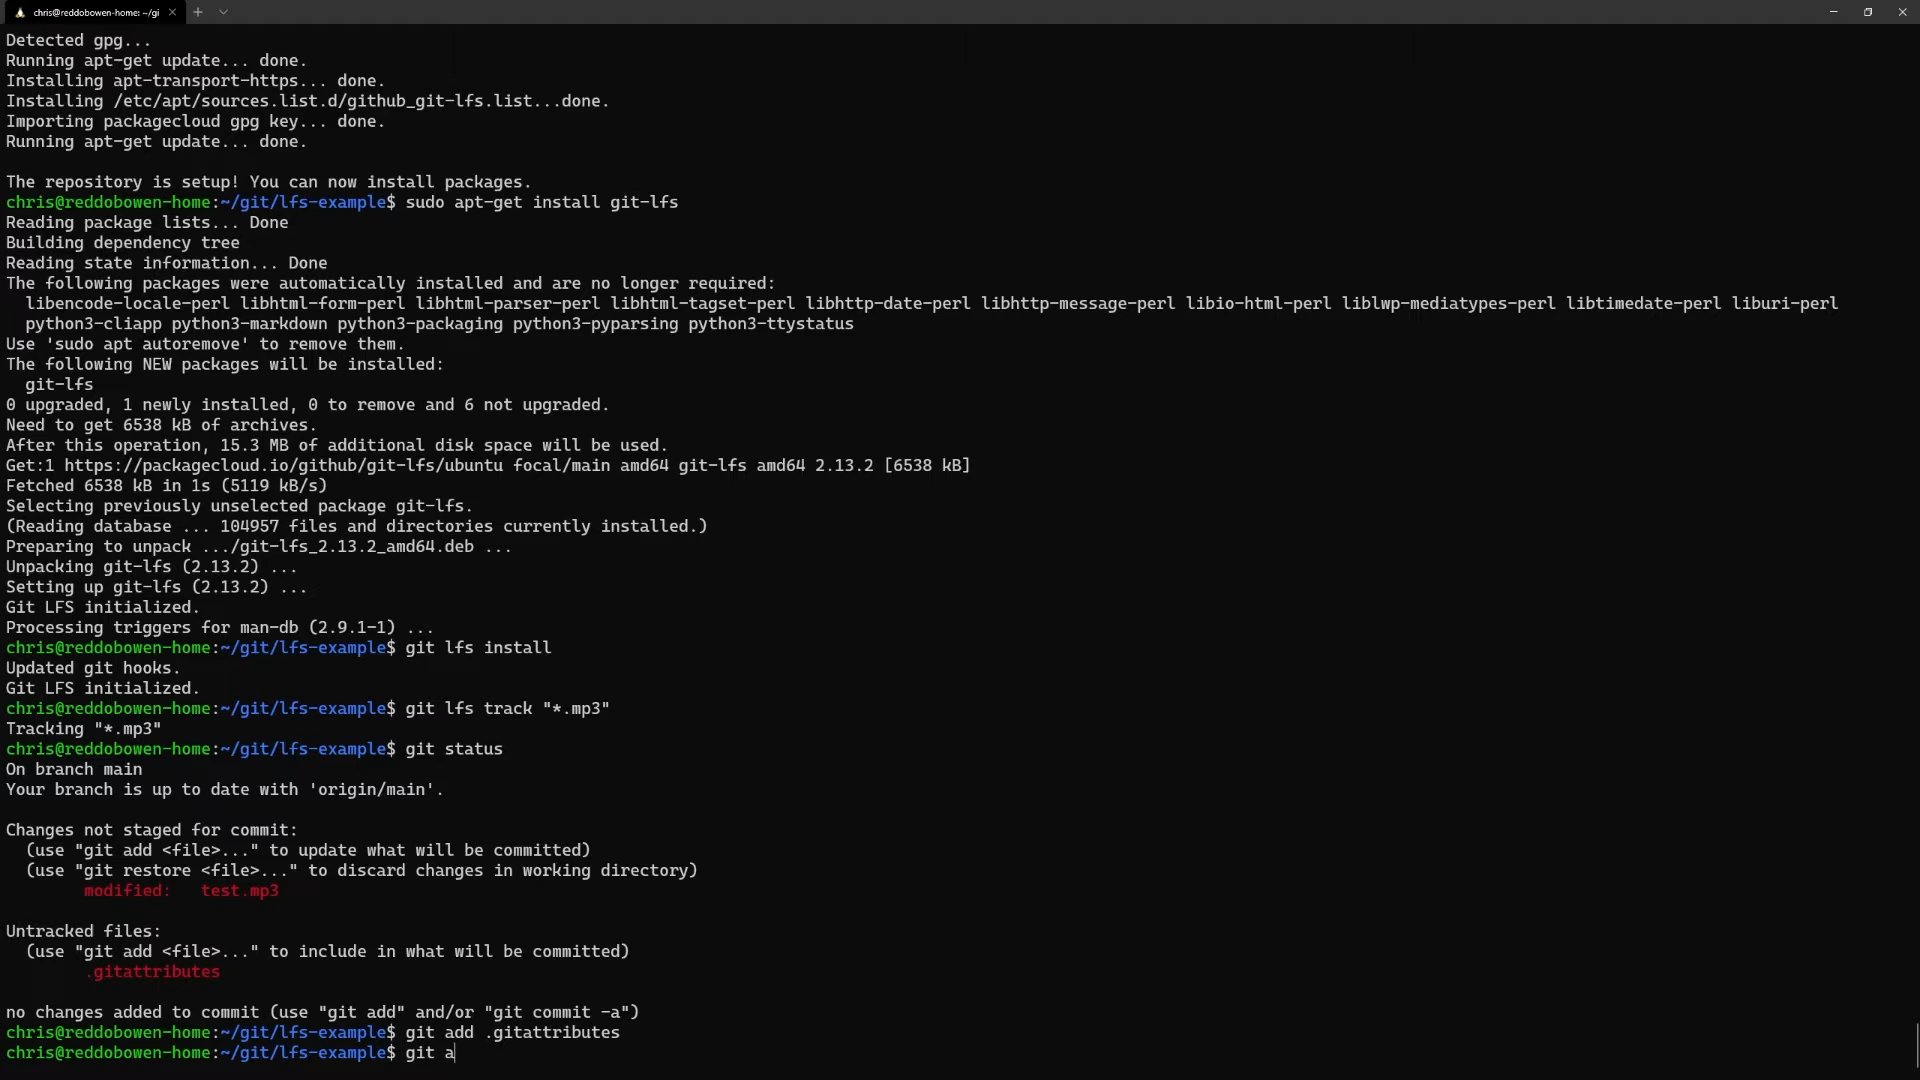 chris@reddobowen-home: ~/gi
Detected gpg...
Running apt-get update... done.
Installing apt-transport-https... done.
Installing /etc/apt/sources.list.d/github_git-lfs.list...done.
Importing packagecloud gpg key... done.
Running apt-get update... done.
The repository is setup! You can now install packages.
chris@reddobowen-home:~/git/lfs-example$ sudo apt-get install git-lfs
Reading package lists... Done
Building dependency tree
Reading state information... Done
The following packages were automatically installed and are no longer required:
libencode-locale-perl libhtml-form-perl libhtml-parser-perl libhtml-tagset-perl libhttp-date-perl libhttp-message-perl libio-html-perl liblwp-mediatypes-perl libtimedate-perl liburi-perl
python3-cliapp python3-markdown python3-packaging python3-pyparsing python3-ttystatus
Use 'sudo apt autoremove' to remove them.
The following NEW packages will be installed:
git-lfs
0 upgraded, 1 newly installed, 0 to remove and 6 not upgraded.
Need to get 6538 kB of archives.
After this operation, 15.3 MB of additional disk space will be used.
Get:1 https://packagecloud.io/github/git-lfs/ubuntu focal/main amd64 git-lfs amd64 2.13.2 [6538 kB]
Fetched 6538 kB in 1s (5119 kB/s)
Selecting previously unselected package git-lfs.
(Reading database ... 104957 files and directories currently installed.)
Preparing to unpack .../git-lfs_2.13.2_amd64.deb ...
Unpacking git-lfs (2.13.2) ...
Setting up git-lfs (2.13.2) ...
Git LFS initialized.
Processing triggers for man-db (2.9.1-1) ...
chris@reddobowen-home:~/git/lfs-example$ git lfs install
Updated git hooks.
Git LFS initialized.
chris@reddobowen-home:~/git/lfs-example$ git lfs track "*.mp3"
Tracking "*.mp3"
chris@reddobowen-home:~/git/lfs-example$ git status
On branch main
Your branch is up to date with 'origin/main'.
Changes not staged for commit:
(use "git add <file>..." to update what will be committed)
(use "git restore <file>..." to discard changes in working directory)
modified:   test.mp3
Untracked files:
(use "git add <file>..." to include in what will be committed)
.gitattributes
no changes added to commit (use "git add" and/or "git commit -a")
chris@reddobowen-home:~/git/lfs-example$ git add .gitattributes
chris@reddobowen-home:~/git/lfs-example$ git a